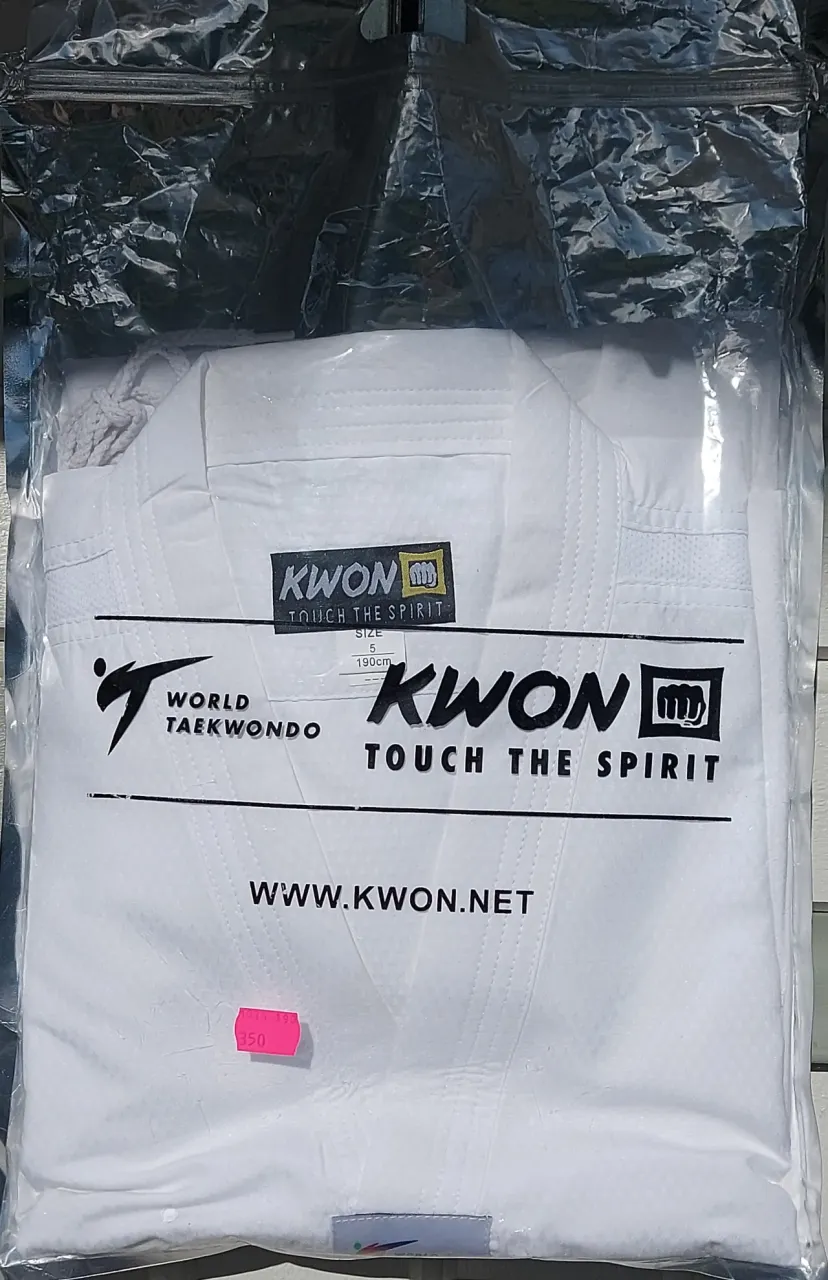 KWON
TOUCH THE SPIRIT
SIZE
5
190cm
WORLD
TAEKWONDO
KWON
TOUCH THE SPIRIT
WWW.KWON.NET
350